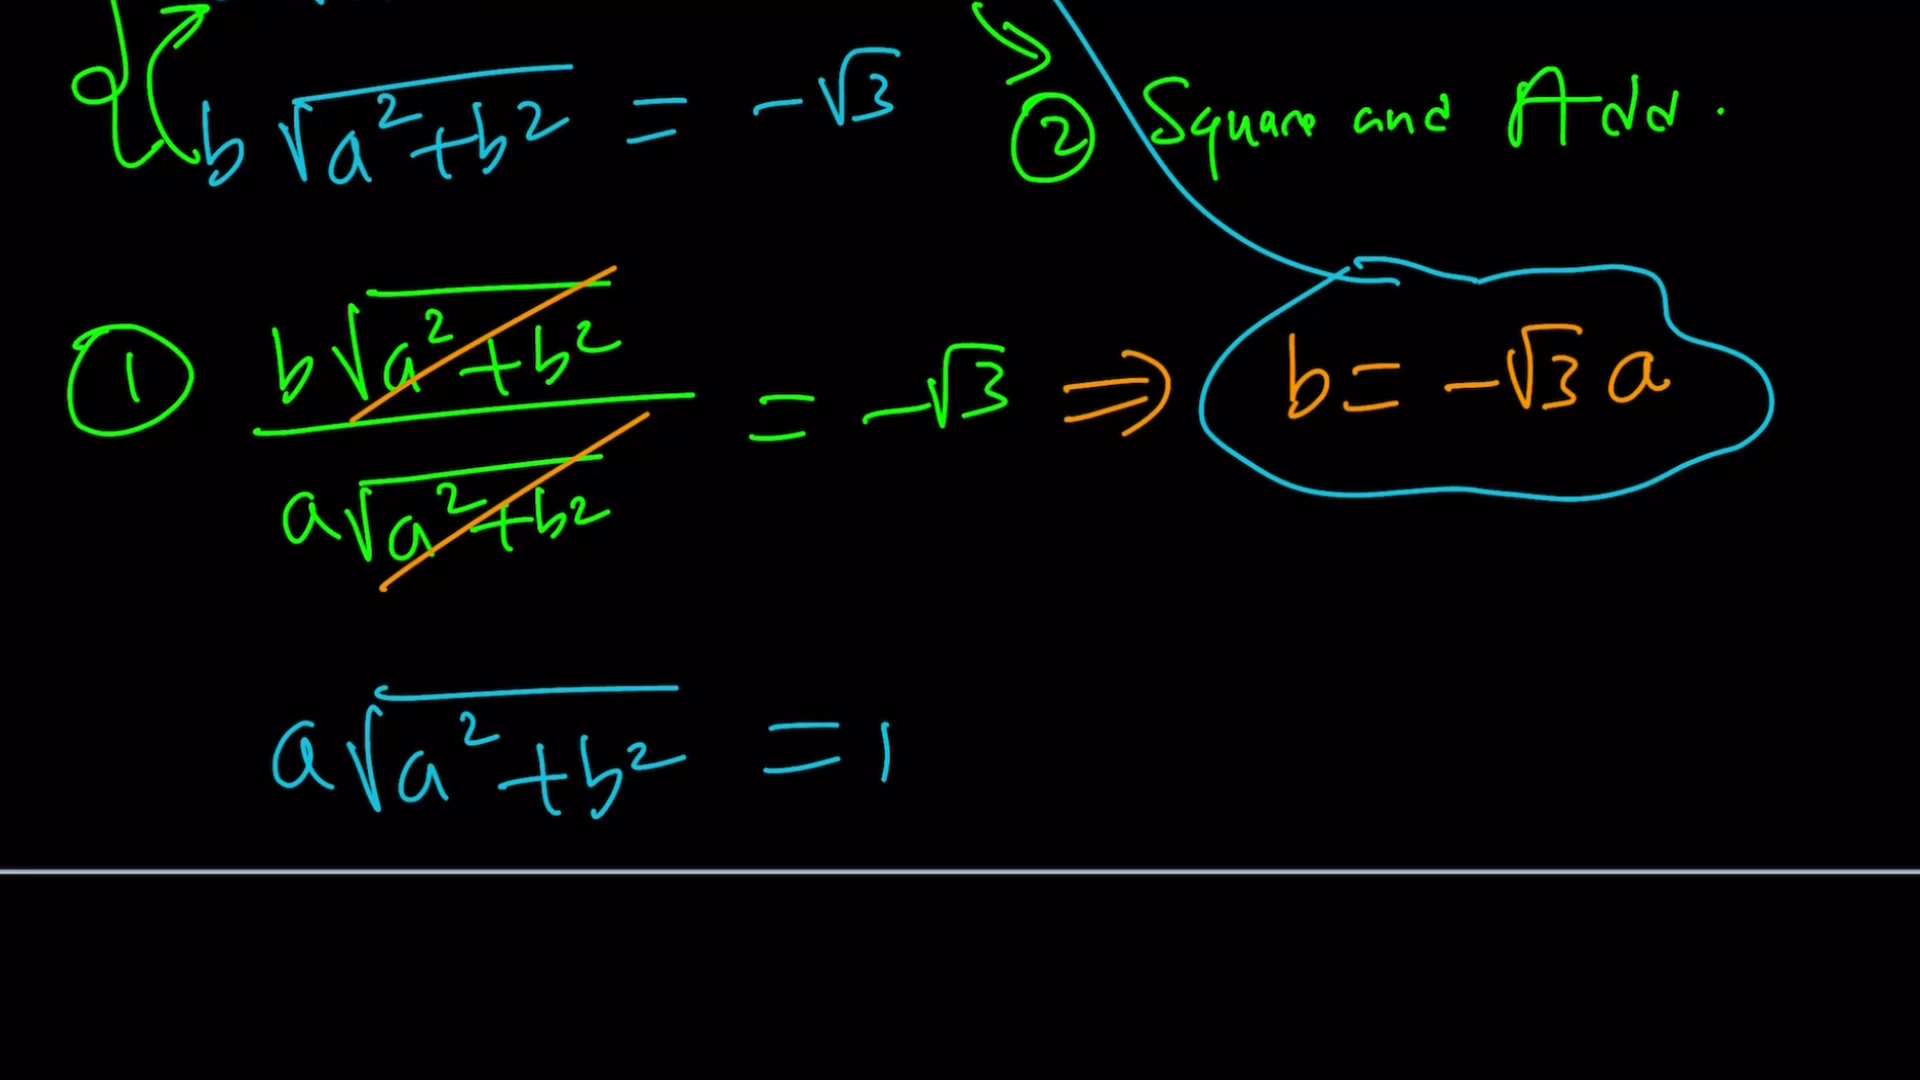 b√(a²+b²) = -√3
② Square and Add.
① b√(a²+b²) / a√(a²+b²) = -√3 ⇒ b = -√3 a
a√(a²+b²) = 1